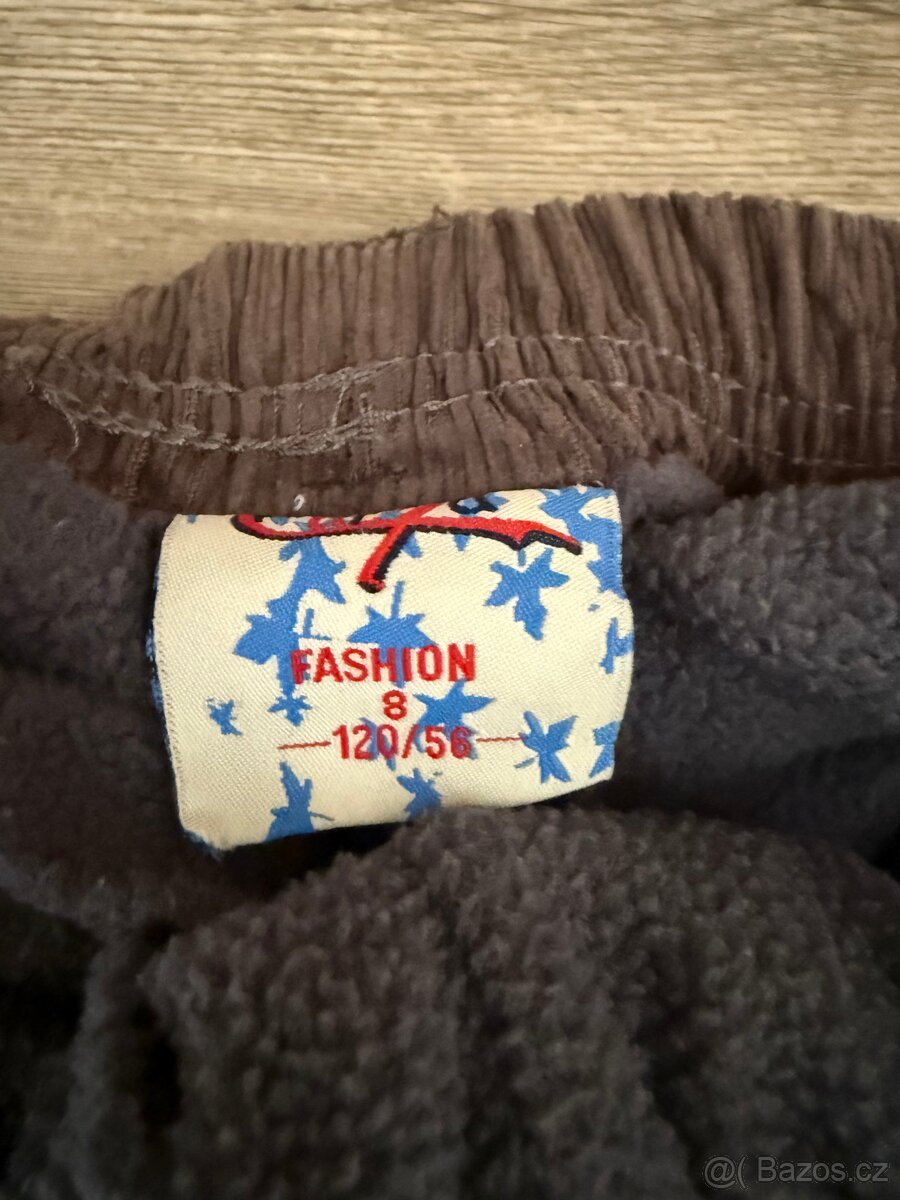 FASHION
8
120/56
@( Bazos.cz